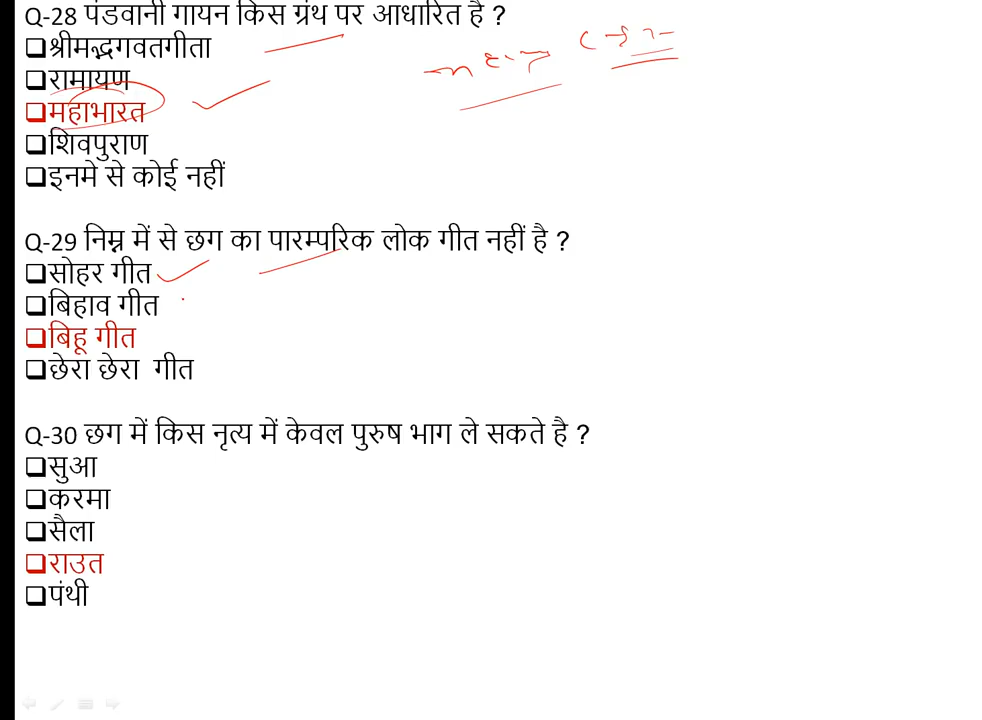 Q-28 पंडवानी गायन किस ग्रंथ पर आधारित है ?
❑श्रीमद्भगवतगीता
❑रामायण
❑महाभारत
❑शिवपुराण
❑इनमे से कोई नहीं
Q-29 निम्न में से छग का पारम्परिक लोक गीत नहीं है ?
❑सोहर गीत
❑बिहाव गीत
❑बिहू गीत
❑छेरा छेरा गीत
Q-30 छग में किस नृत्य में केवल पुरुष भाग ले सकते है ?
❑सुआ
❑करमा
❑सैला
❑राउत
❑पंथी